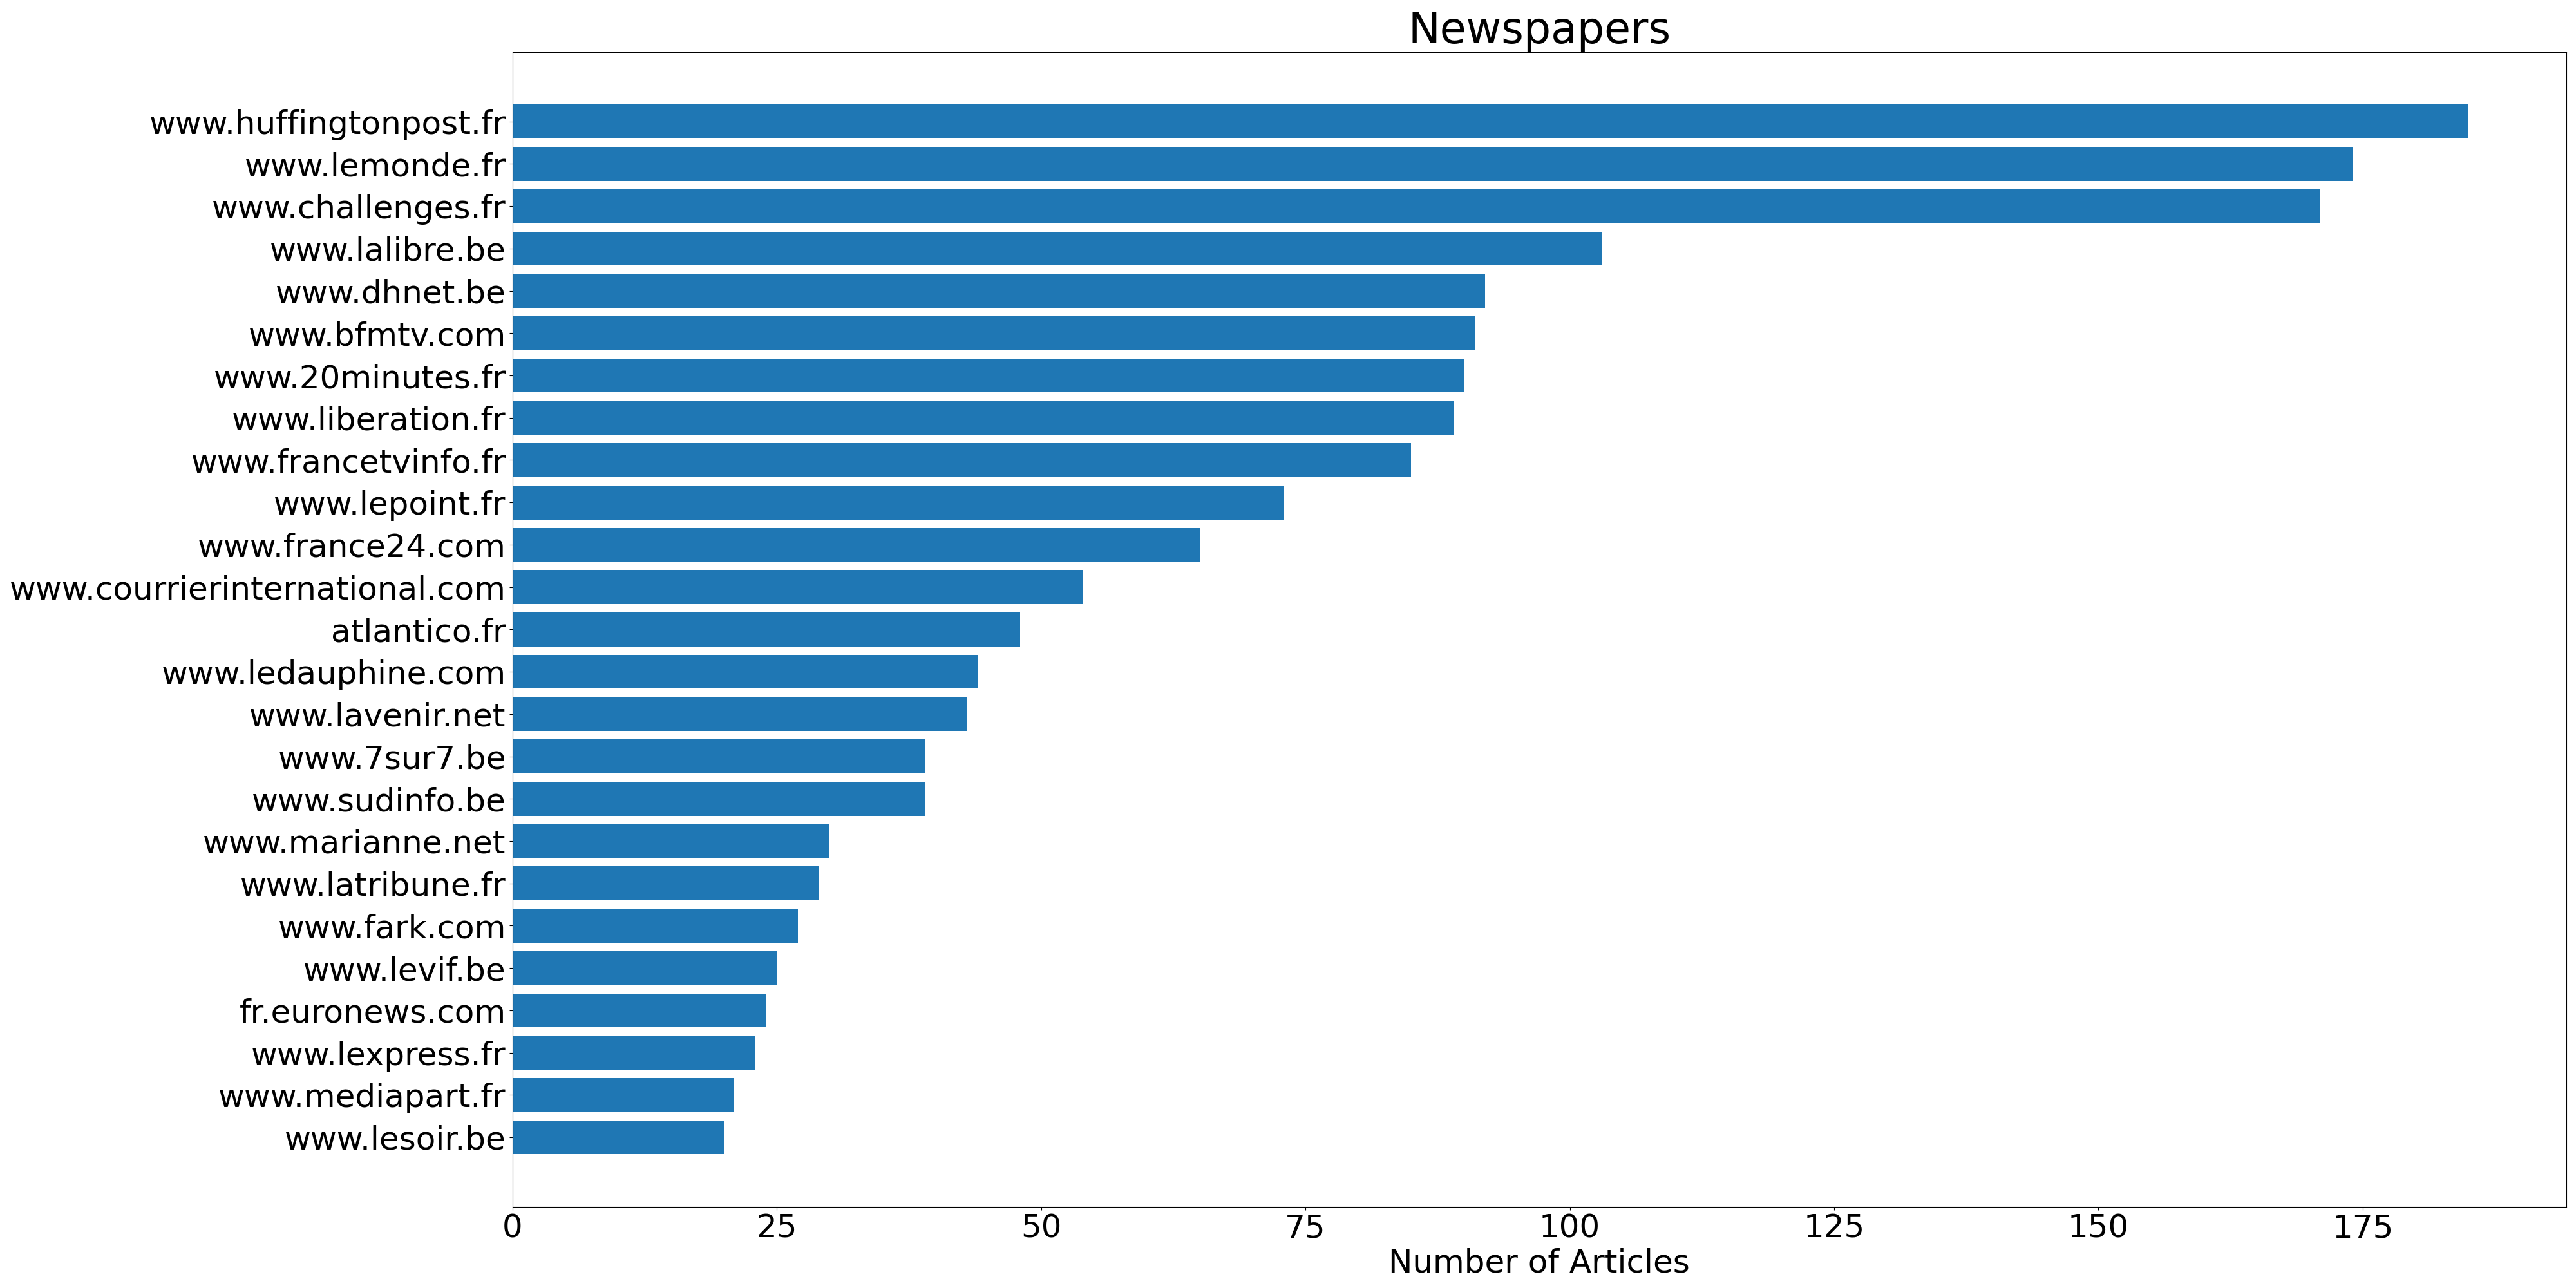 Newspapers
www.huffingtonpost.fr
www.lemonde.fr
www.challenges.fr
www.lalibre.be
www.dhnet.be
www.bfmtv.com
www.20minutes.fr
www.liberation.fr
www.francetvinfo.fr
www.lepoint.fr
www.france24.com
www.courrierinternational.com
atlantico.fr
www.ledauphine.com
www.lavenir.net
www.7sur7.be
www.sudinfo.be
www.marianne.net
www.latribune.fr
www.fark.com
www.levif.be
fr.euronews.com
www.lexpress.fr
www.mediapart.fr
www.lesoir.be
0 25 50 75 100 125 150 175
Number of Articles